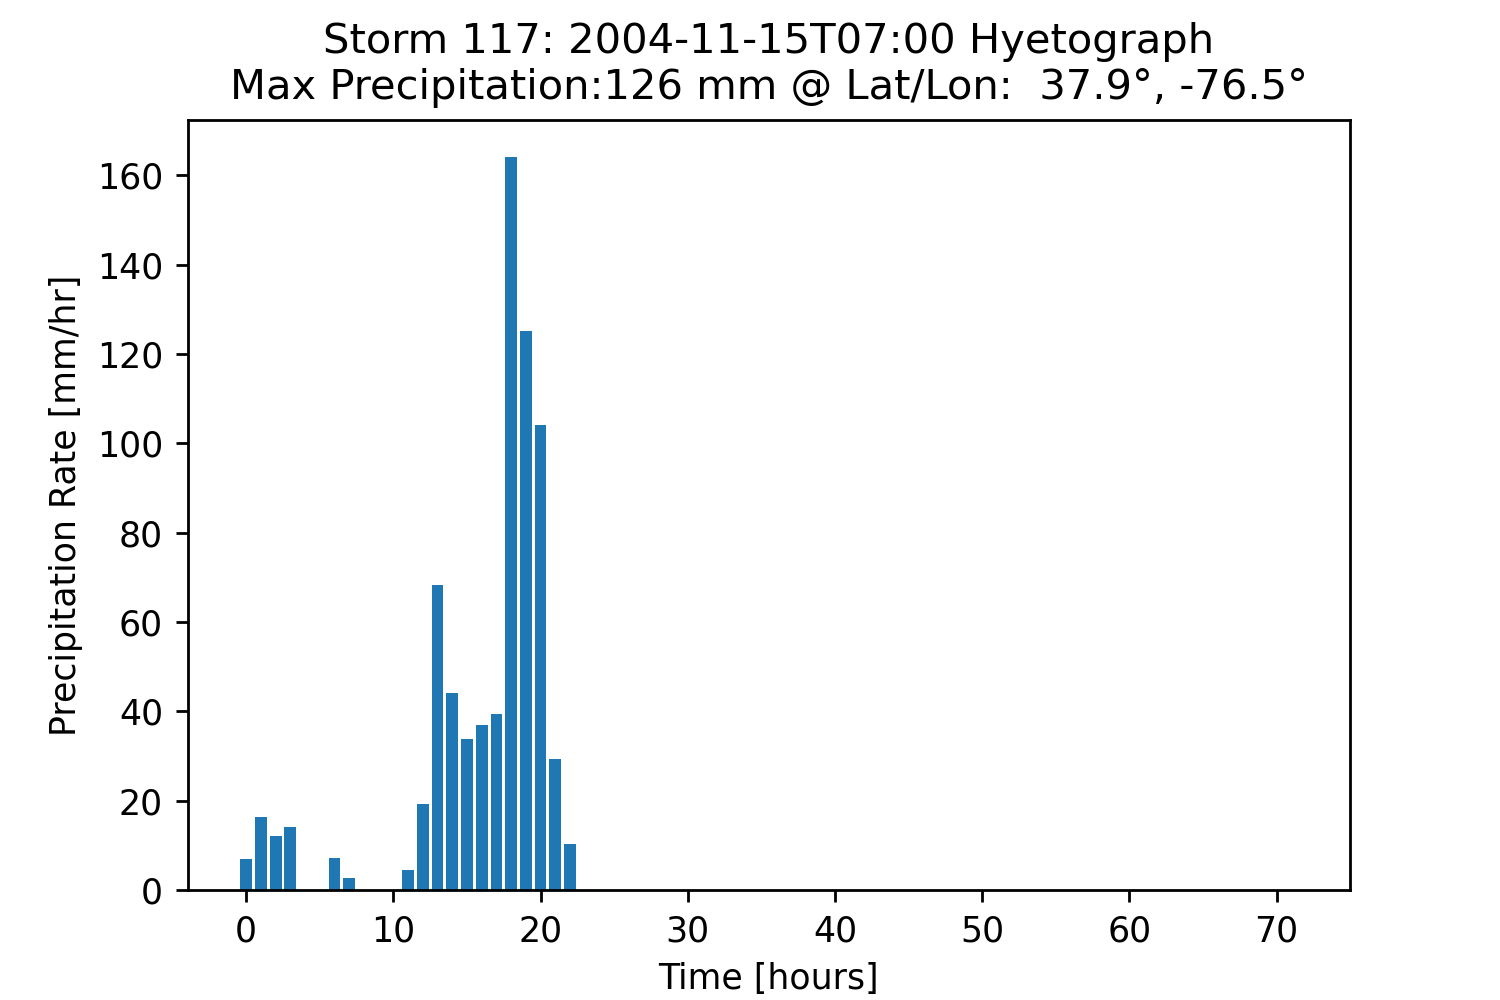 Storm 117: 2004-11-15T07:00 Hyetograph
Max Precipitation:126 mm @ Lat/Lon:  37.9°, -76.5°
Precipitation Rate [mm/hr]
160
140
120
100
80
60
40
20
0
0 10 20 30 40 50 60 70
Time [hours]